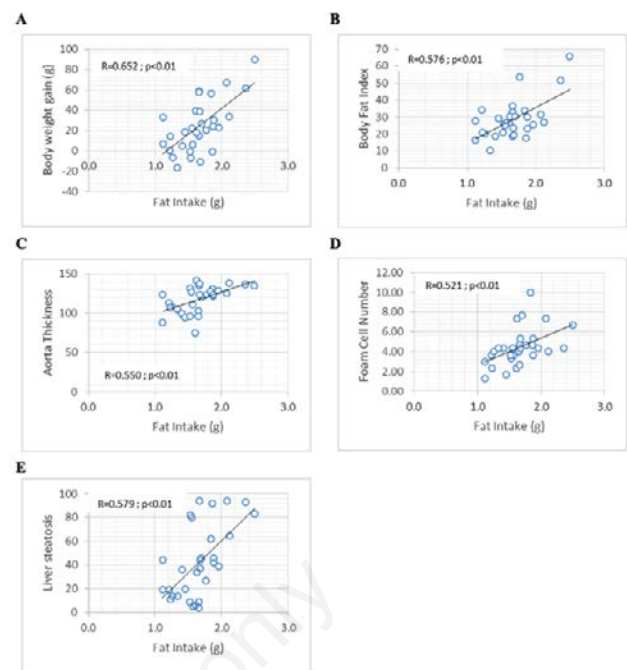 A
R=0.652 ; p<0.01
Body weight gain (g)
100
80
60
40
20
0
-20
-40
0.0 1.0 2.0 3.0
Fat Intake (g)
B
R=0.576 ; p<0.01
Body Fat Index
70
60
50
40
30
20
10
0
0.0 1.0 2.0 3.0
Fat Intake (g)
C
Aorta Thickness
150
100
50
0
R=0.550 ; p<0.01
0.0 1.0 2.0 3.0
Fat Intake (g)
D
R=0.521 ; p<0.01
Foam Cell Number
12.00
10.00
8.00
6.00
4.00
2.00
0.00
0.0 1.0 2.0 3.0
Fat Intake (g)
E
R=0.579 ; p<0.01
Liver steatosis
100
80
60
40
20
0
0.0 1.0 2.0 3.0
Fat Intake (g)
only